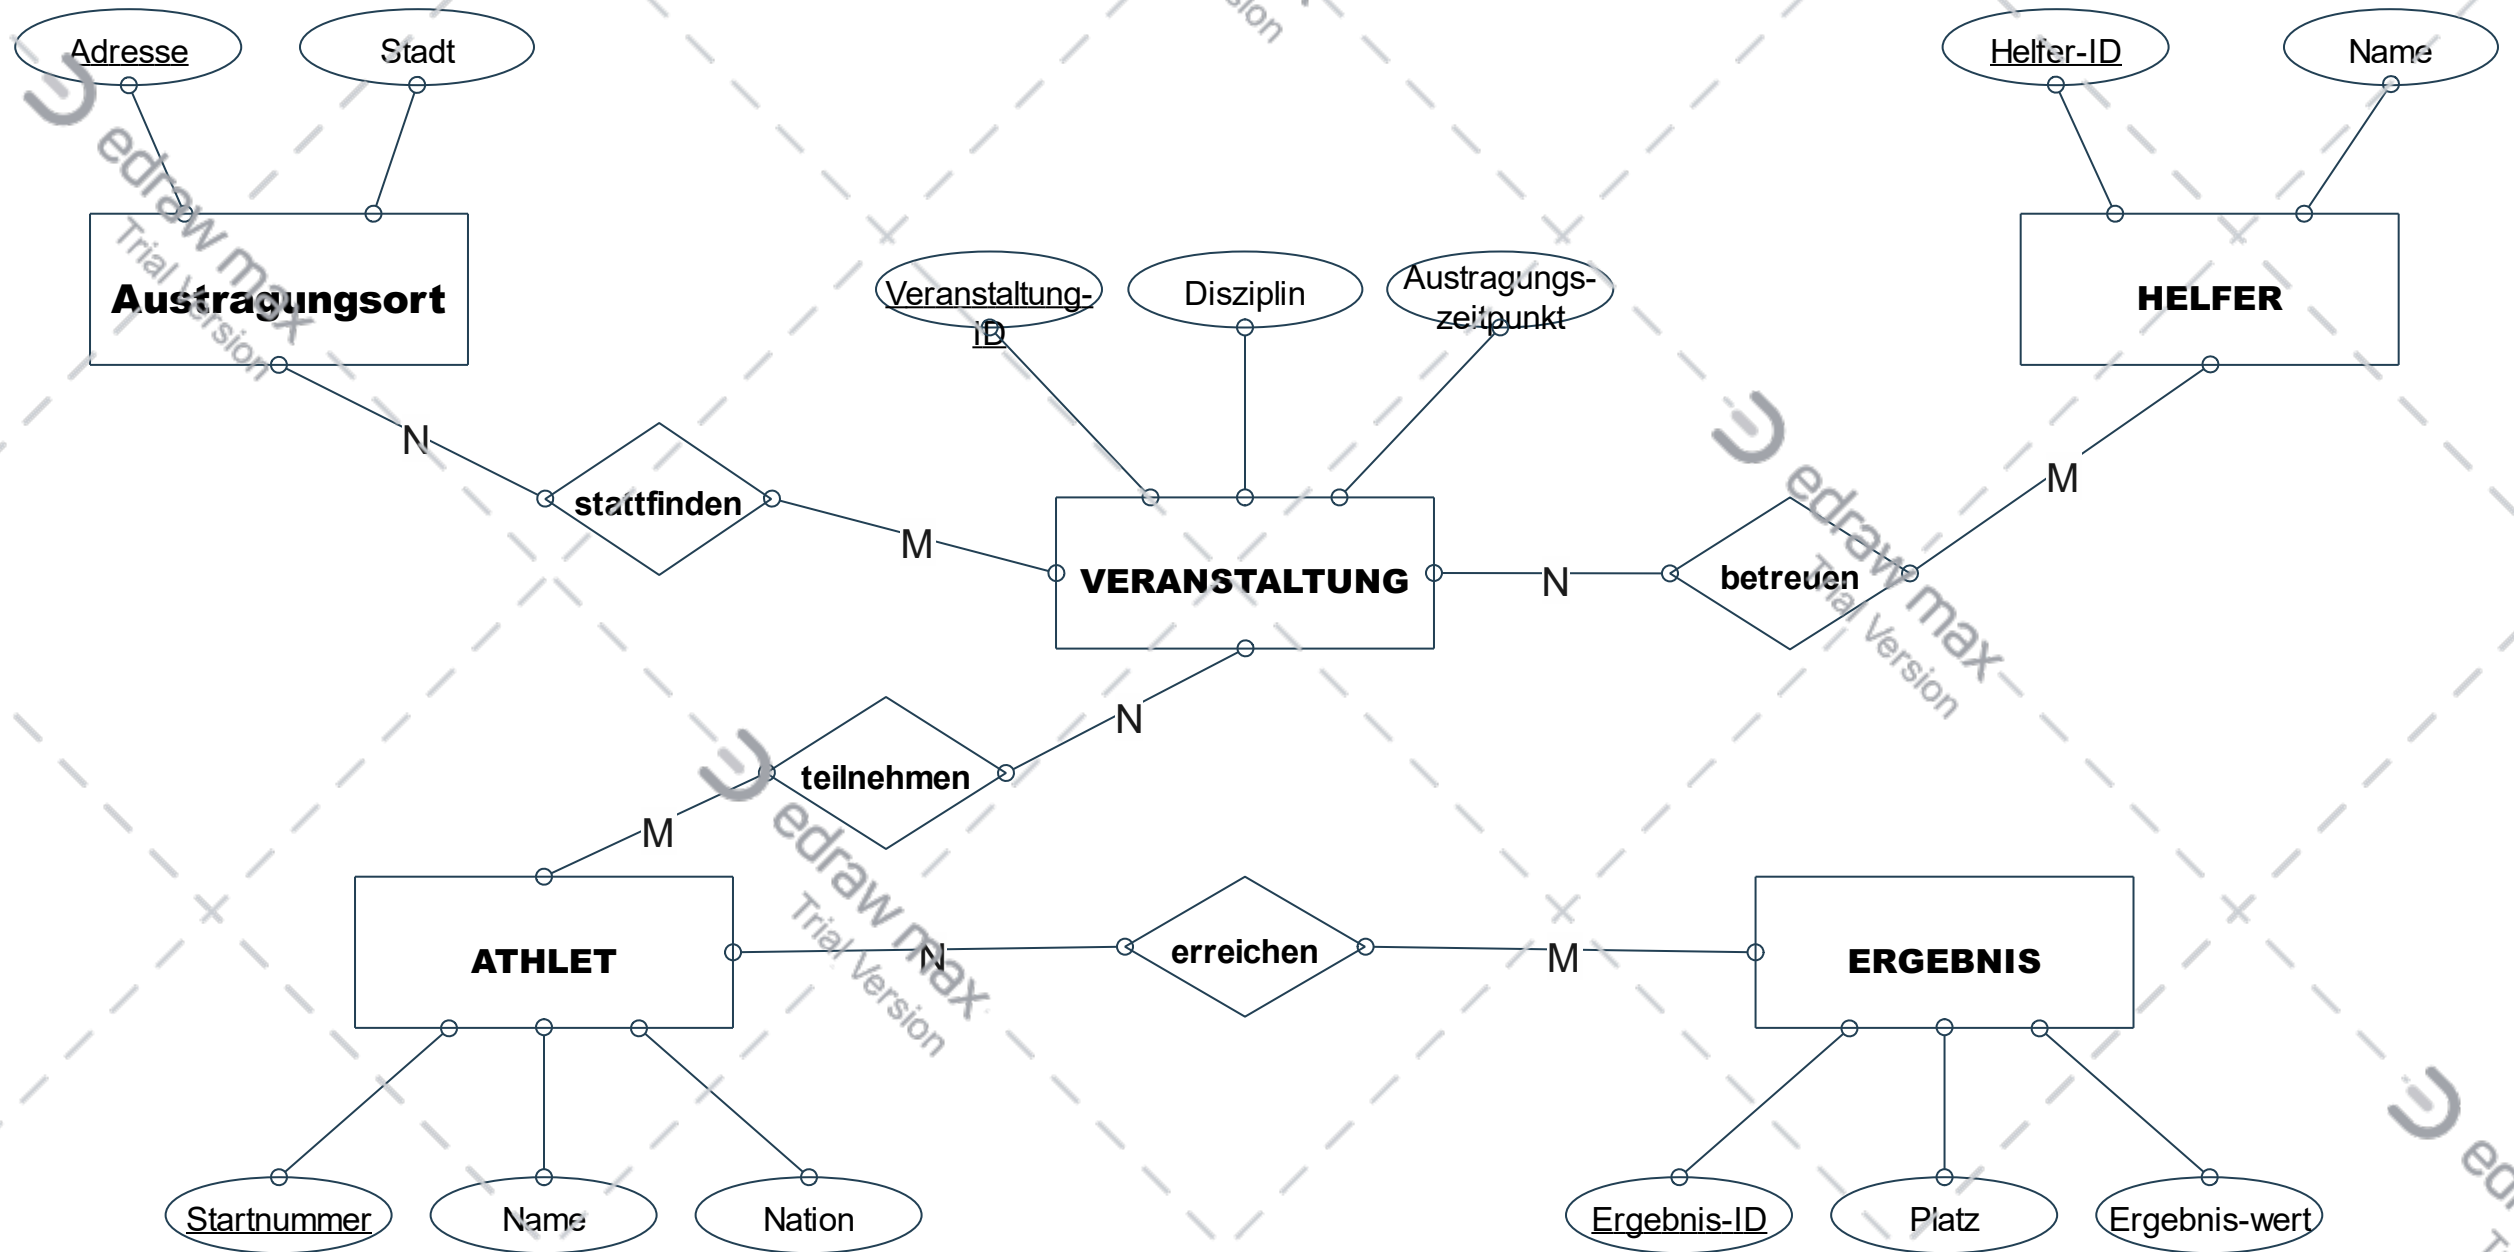 Adresse
Stadt
Helfer-ID
Name
sion
edraw max
Trial Version
Austragungsort
Veranstaltung-
ID
Disziplin
Austragungs-
zeitpunkt
HELFER
N
stattfinden
M
VERANSTALTUNG
N
betreuen
M
edraw max
Trial Version
N
teilnehmen
M
edraw max
Trial Version
ATHLET
N
erreichen
M
ERGEBNIS
Startnummer
Name
Nation
Ergebnis-ID
Platz
Ergebnis-wert
ed
T